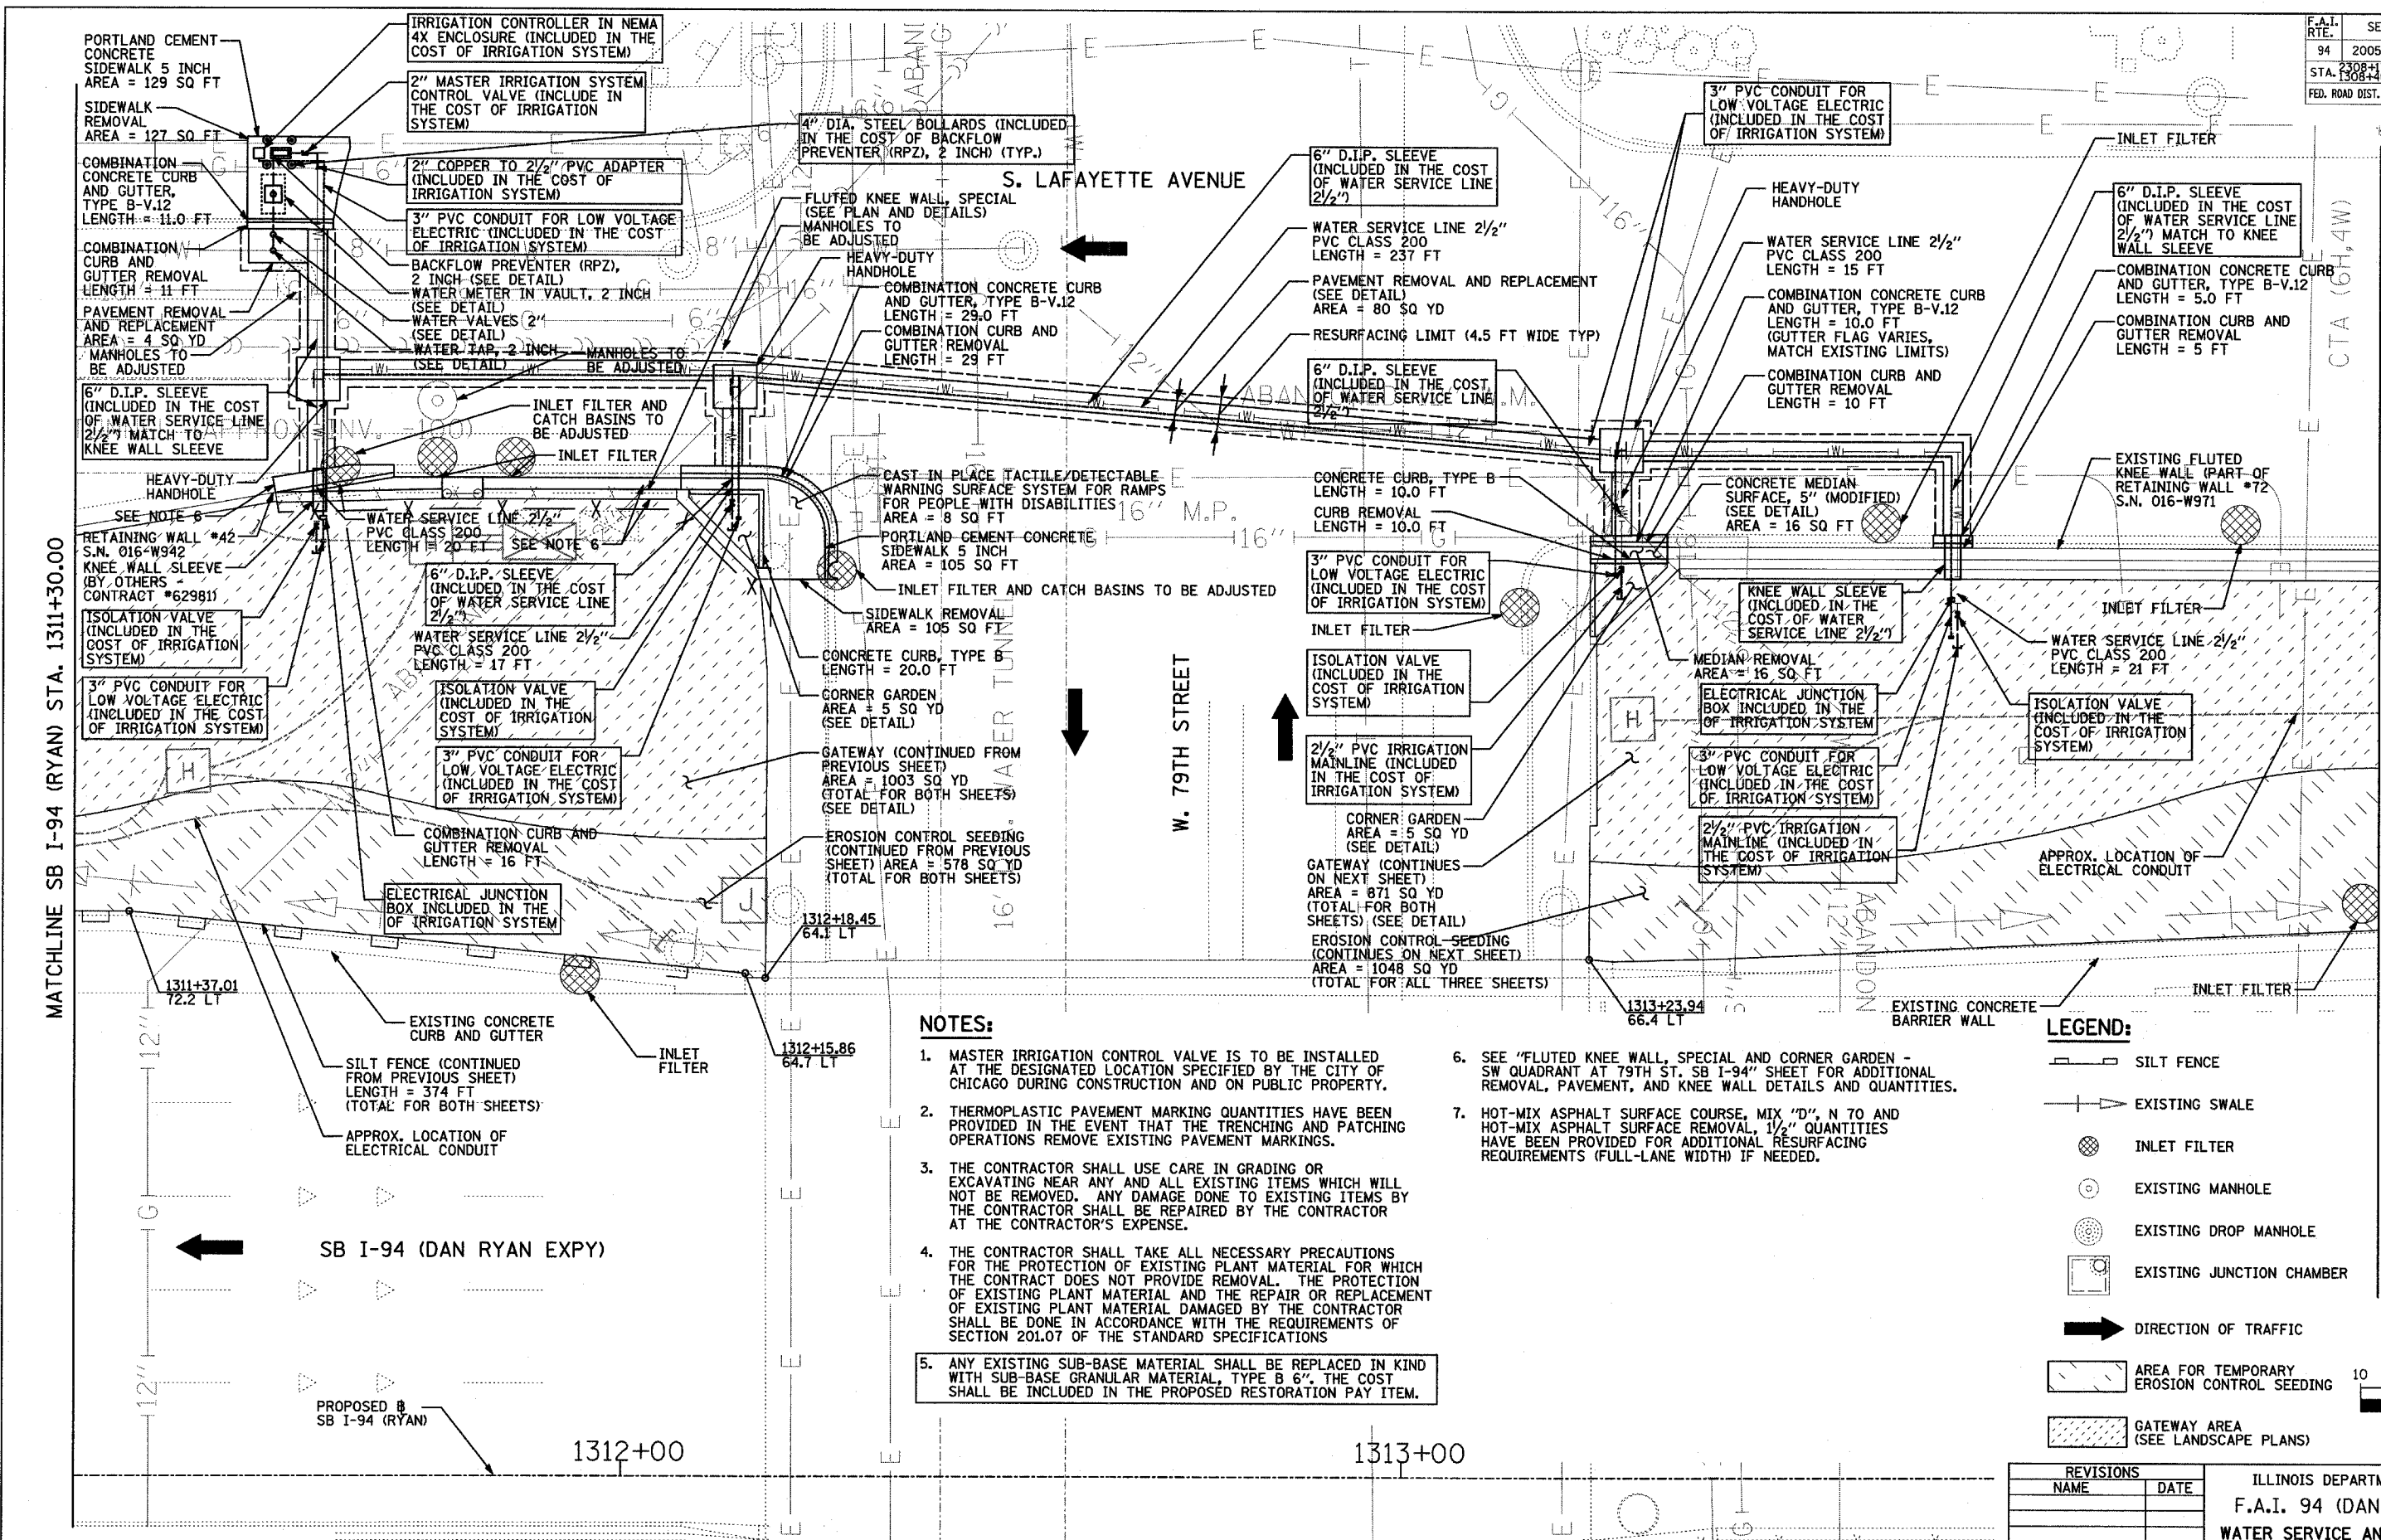 F.A.I. RTE.
SE
94
2005
STA.
FED. ROAD DIST.
PORTLAND CEMENT
CONCRETE
SIDEWALK 5 INCH
AREA = 129 SQ FT
SIDEWALK
REMOVAL
AREA = 127 SQ FT
COMBINATION
CONCRETE CURB
AND GUTTER,
TYPE B-V.12
LENGTH = 11.0 FT
COMBINATION
CURB AND
GUTTER REMOVAL
LENGTH = 11 FT
PAVEMENT REMOVAL
AND REPLACEMENT
AREA = 4 SQ YD
MANHOLES TO
BE ADJUSTED
6" D.I.P. SLEEVE
(INCLUDED IN THE COST
OF WATER SERVICE LINE
2½") MATCH TO
KNEE WALL SLEEVE
HEAVY-DUTY
HANDHOLE
SEE NOTE 6
RETAINING WALL #42
S.N. 016-W942
KNEE WALL SLEEVE
(BY OTHERS -
CONTRACT #62981)
ISOLATION VALVE
(INCLUDED IN THE
COST OF IRRIGATION
SYSTEM)
3" PVC CONDUIT FOR
LOW VOLTAGE ELECTRIC
(INCLUDED IN THE COST
OF IRRIGATION SYSTEM)
MATCHLINE SB I-94 (RYAN) STA. 1311+30.00
IRRIGATION CONTROLLER IN NEMA
4X ENCLOSURE (INCLUDED IN THE
COST OF IRRIGATION SYSTEM)
2" MASTER IRRIGATION SYSTEM
CONTROL VALVE (INCLUDE IN
THE COST OF IRRIGATION
SYSTEM)
2" COPPER TO 2½" PVC ADAPTER
(INCLUDED IN THE COST OF
IRRIGATION SYSTEM)
3" PVC CONDUIT FOR LOW VOLTAGE
ELECTRIC (INCLUDED IN THE COST
OF IRRIGATION SYSTEM)
BACKFLOW PREVENTER (RPZ),
2 INCH (SEE DETAIL)
WATER METER IN VAULT, 2 INCH
(SEE DETAIL)
WATER VALVES 2"
(SEE DETAIL)
WATER TAP, 2 INCH
(SEE DETAIL)
MANHOLES TO
BE ADJUSTED
INLET FILTER AND
CATCH BASINS TO
BE ADJUSTED
INLET FILTER
WATER SERVICE LINE 2½"
PVC CLASS 200
LENGTH = 20 FT
SEE NOTE 6
6" D.I.P. SLEEVE
(INCLUDED IN THE COST
OF WATER SERVICE LINE
2½")
WATER SERVICE LINE 2½"
PVC CLASS 200
LENGTH = 17 FT
ISOLATION VALVE
(INCLUDED IN THE
COST OF IRRIGATION
SYSTEM)
3" PVC CONDUIT FOR
LOW VOLTAGE ELECTRIC
(INCLUDED IN THE COST
OF IRRIGATION SYSTEM)
COMBINATION CURB AND
GUTTER REMOVAL
LENGTH = 16 FT
ELECTRICAL JUNCTION
BOX INCLUDED IN THE
OF IRRIGATION SYSTEM
H
J
4" DIA. STEEL BOLLARDS (INCLUDED
IN THE COST OF BACKFLOW
PREVENTER (RPZ), 2 INCH) (TYP.)
S. LAFAYETTE AVENUE
FLUTED KNEE WALL, SPECIAL
(SEE PLAN AND DETAILS)
MANHOLES TO
BE ADJUSTED
HEAVY-DUTY
HANDHOLE
COMBINATION CONCRETE CURB
AND GUTTER, TYPE B-V.12
LENGTH = 29.0 FT
COMBINATION CURB AND
GUTTER REMOVAL
LENGTH = 29 FT
CAST IN PLACE TACTILE/DETECTABLE
WARNING SURFACE SYSTEM FOR RAMPS
FOR PEOPLE WITH DISABILITIES
AREA = 8 SQ FT
PORTLAND CEMENT CONCRETE
SIDEWALK 5 INCH
AREA = 105 SQ FT
INLET FILTER AND CATCH BASINS TO BE ADJUSTED
SIDEWALK REMOVAL
AREA = 105 SQ FT
CONCRETE CURB, TYPE B
LENGTH = 20.0 FT
CORNER GARDEN
AREA = 5 SQ YD
(SEE DETAIL)
GATEWAY (CONTINUED FROM
PREVIOUS SHEET)
AREA = 1003 SQ YD
(TOTAL FOR BOTH SHEETS)
(SEE DETAIL)
EROSION CONTROL SEEDING
(CONTINUED FROM PREVIOUS
SHEET) AREA = 578 SQ YD
(TOTAL FOR BOTH SHEETS)
16" M.P.
W. 79TH STREET
6" D.I.P. SLEEVE
(INCLUDED IN THE COST
OF WATER SERVICE LINE
2½")
WATER SERVICE LINE 2½"
PVC CLASS 200
LENGTH = 237 FT
PAVEMENT REMOVAL AND REPLACEMENT
(SEE DETAIL)
AREA = 80 SQ YD
RESURFACING LIMIT (4.5 FT WIDE TYP)
6" D.I.P. SLEEVE
(INCLUDED IN THE COST
OF WATER SERVICE LINE
2½")
CONCRETE CURB, TYPE B
LENGTH = 10.0 FT
CURB REMOVAL
LENGTH = 10.0 FT
3" PVC CONDUIT FOR
LOW VOLTAGE ELECTRIC
(INCLUDED IN THE COST
OF IRRIGATION SYSTEM)
INLET FILTER
ISOLATION VALVE
(INCLUDED IN THE
COST OF IRRIGATION
SYSTEM)
2½" PVC IRRIGATION
MAINLINE (INCLUDED
IN THE COST OF
IRRIGATION SYSTEM)
CORNER GARDEN
AREA = 5 SQ YD
(SEE DETAIL)
GATEWAY (CONTINUES
ON NEXT SHEET)
AREA = 871 SQ YD
(TOTAL FOR BOTH
SHEETS) (SEE DETAIL)
EROSION CONTROL SEEDING
(CONTINUES ON NEXT SHEET)
AREA = 1048 SQ YD
(TOTAL FOR ALL THREE SHEETS)
3" PVC CONDUIT FOR
LOW VOLTAGE ELECTRIC
(INCLUDED IN THE COST
OF IRRIGATION SYSTEM)
HEAVY-DUTY
HANDHOLE
WATER SERVICE LINE 2½"
PVC CLASS 200
LENGTH = 15 FT
COMBINATION CONCRETE CURB
AND GUTTER, TYPE B-V.12
LENGTH = 10.0 FT
(GUTTER FLAG VARIES,
MATCH EXISTING LIMITS)
COMBINATION CURB AND
GUTTER REMOVAL
LENGTH = 10 FT
CONCRETE MEDIAN
SURFACE, 5" (MODIFIED)
(SEE DETAIL)
AREA = 16 SQ FT
KNEE WALL SLEEVE
(INCLUDED IN THE
COST OF WATER
SERVICE LINE 2½")
MEDIAN REMOVAL
AREA = 16 SQ FT
ELECTRICAL JUNCTION
BOX INCLUDED IN THE
OF IRRIGATION SYSTEM
3" PVC CONDUIT FOR
LOW VOLTAGE ELECTRIC
(INCLUDED IN THE COST
OF IRRIGATION SYSTEM)
2½" PVC IRRIGATION
MAINLINE (INCLUDED IN
THE COST OF IRRIGATION
SYSTEM)
H
INLET FILTER
6" D.I.P. SLEEVE
(INCLUDED IN THE COST
OF WATER SERVICE LINE
2½") MATCH TO KNEE
WALL SLEEVE
COMBINATION CONCRETE CURB
AND GUTTER, TYPE B-V.12
LENGTH = 5.0 FT
COMBINATION CURB AND
GUTTER REMOVAL
LENGTH = 5 FT
CTA (6H,4W)
EXISTING FLUTED
KNEE WALL (PART OF
RETAINING WALL #72
S.N. 016-W971
INLET FILTER
WATER SERVICE LINE 2½"
PVC CLASS 200
LENGTH = 21 FT
ISOLATION VALVE
(INCLUDED IN THE
COST OF IRRIGATION
SYSTEM)
APPROX. LOCATION OF
ELECTRICAL CONDUIT
INLET FILTER
1311+37.01
72.2 LT
1312+18.45
64.1 LT
1312+15.86
64.7 LT
1313+23.94
66.4 LT
EXISTING CONCRETE
BARRIER WALL
EXISTING CONCRETE
CURB AND GUTTER
INLET
FILTER
SILT FENCE (CONTINUED
FROM PREVIOUS SHEET)
LENGTH = 374 FT
(TOTAL FOR BOTH SHEETS)
APPROX. LOCATION OF
ELECTRICAL CONDUIT
SB I-94 (DAN RYAN EXPY)
PROPOSED
SB I-94 (RYAN)
1312+00
1313+00
NOTES:
1. MASTER IRRIGATION CONTROL VALVE IS TO BE INSTALLED
AT THE DESIGNATED LOCATION SPECIFIED BY THE CITY OF
CHICAGO DURING CONSTRUCTION AND ON PUBLIC PROPERTY.
2. THERMOPLASTIC PAVEMENT MARKING QUANTITIES HAVE BEEN
PROVIDED IN THE EVENT THAT THE TRENCHING AND PATCHING
OPERATIONS REMOVE EXISTING PAVEMENT MARKINGS.
3. THE CONTRACTOR SHALL USE CARE IN GRADING OR
EXCAVATING NEAR ANY AND ALL EXISTING ITEMS WHICH WILL
NOT BE REMOVED. ANY DAMAGE DONE TO EXISTING ITEMS BY
THE CONTRACTOR SHALL BE REPAIRED BY THE CONTRACTOR
AT THE CONTRACTOR'S EXPENSE.
4. THE CONTRACTOR SHALL TAKE ALL NECESSARY PRECAUTIONS
FOR THE PROTECTION OF EXISTING PLANT MATERIAL FOR WHICH
THE CONTRACT DOES NOT PROVIDE REMOVAL. THE PROTECTION
OF EXISTING PLANT MATERIAL AND THE REPAIR OR REPLACEMENT
OF EXISTING PLANT MATERIAL DAMAGED BY THE CONTRACTOR
SHALL BE DONE IN ACCORDANCE WITH THE REQUIREMENTS OF
SECTION 201.07 OF THE STANDARD SPECIFICATIONS
5. ANY EXISTING SUB-BASE MATERIAL SHALL BE REPLACED IN KIND
WITH SUB-BASE GRANULAR MATERIAL, TYPE B 6". THE COST
SHALL BE INCLUDED IN THE PROPOSED RESTORATION PAY ITEM.
6. SEE "FLUTED KNEE WALL, SPECIAL AND CORNER GARDEN -
SW QUADRANT AT 79TH ST. SB I-94" SHEET FOR ADDITIONAL
REMOVAL, PAVEMENT, AND KNEE WALL DETAILS AND QUANTITIES.
7. HOT-MIX ASPHALT SURFACE COURSE, MIX "D", N 70 AND
HOT-MIX ASPHALT SURFACE REMOVAL, 1½" QUANTITIES
HAVE BEEN PROVIDED FOR ADDITIONAL RESURFACING
REQUIREMENTS (FULL-LANE WIDTH) IF NEEDED.
LEGEND:
SILT FENCE
EXISTING SWALE
INLET FILTER
EXISTING MANHOLE
EXISTING DROP MANHOLE
EXISTING JUNCTION CHAMBER
DIRECTION OF TRAFFIC
AREA FOR TEMPORARY
EROSION CONTROL SEEDING
GATEWAY AREA
(SEE LANDSCAPE PLANS)
10
REVISIONS
NAME
DATE
ILLINOIS DEPARTM
F.A.I. 94 (DAN
WATER SERVICE AN